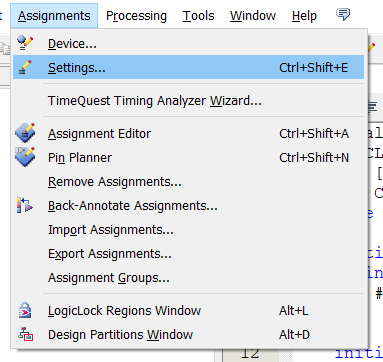 Assignments Processing Tools Window Help
Device...
Settings... Ctrl+Shift+E
TimeQuest Timing Analyzer Wizard...
Assignment Editor Ctrl+Shift+A
Pin Planner Ctrl+Shift+N
Remove Assignments...
Back-Annotate Assignments...
Import Assignments...
Export Assignments...
Assignment Groups...
LogicLock Regions Window Alt+L
Design Partitions Window Alt+D
12 initi